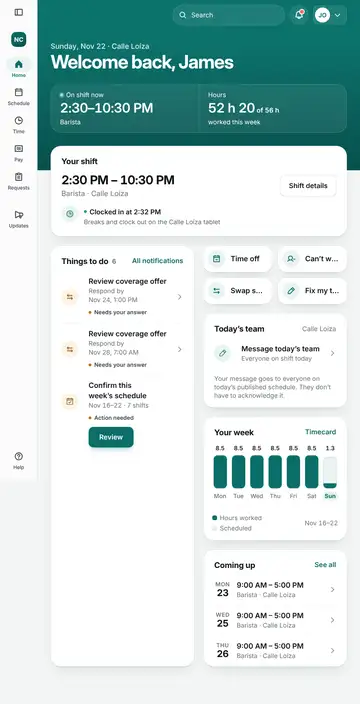 Search
JO
NC
Home
Schedule
Time
Pay
Requests
Updates
Help
Sunday, Nov 22 · Calle Loíza
Welcome back, James
On shift now
2:30–10:30 PM
Barista
Hours
52 h 20 of 56 h
worked this week
Your shift
2:30 PM – 10:30 PM
Barista · Calle Loíza
Clocked in at 2:32 PM
Breaks and clock out on the Calle Loíza tablet
Shift details
Things to do 6
All notifications
Review coverage offer
Respond by
Nov 24, 1:00 PM
Needs your answer
Review coverage offer
Respond by
Nov 28, 7:00 AM
Needs your answer
Confirm this
week's schedule
Nov 16–22 · 7 shifts
Action needed
Review
Time off
Can't w...
Swap s...
Fix my t...
Today's team
Calle Loíza
Message today's team
Everyone on shift today
Your message goes to everyone on
today's published schedule. They don't
have to acknowledge it.
Your week
Timecard
8.5 8.5 8.5 8.5 8.5 8.5 1.3
Mon Tue Wed Thu Fri Sat Sun
Hours worked
Scheduled
Nov 16–22
Coming up
See all
MON
23
9:00 AM – 5:00 PM
Barista · Calle Loíza
WED
25
9:00 AM – 5:00 PM
Barista · Calle Loíza
THU
26
9:00 AM – 5:00 PM
Barista · Calle Loíza